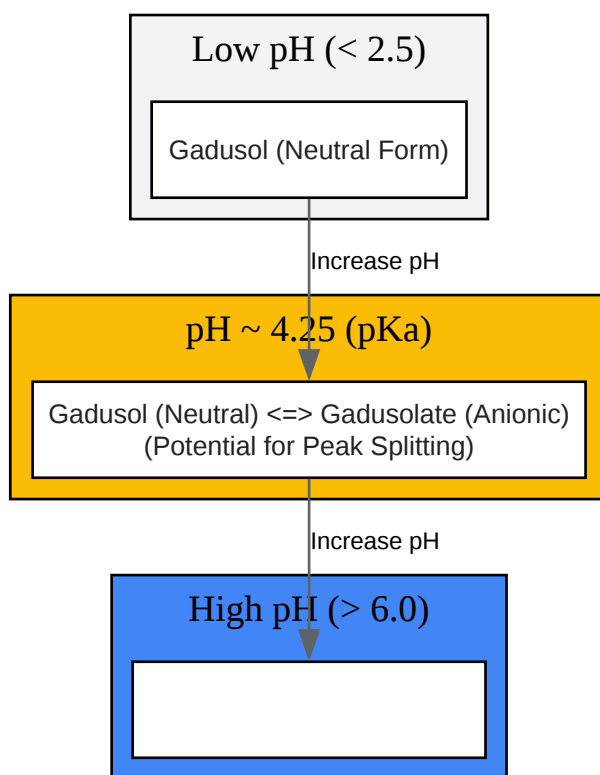 Low pH (< 2.5)
Gadusol (Neutral Form)
Increase pH
pH ~ 4.25 (pKa)
Gadusol (Neutral) <=> Gadusolate (Anionic)
(Potential for Peak Splitting)
Increase pH
High pH (> 6.0)